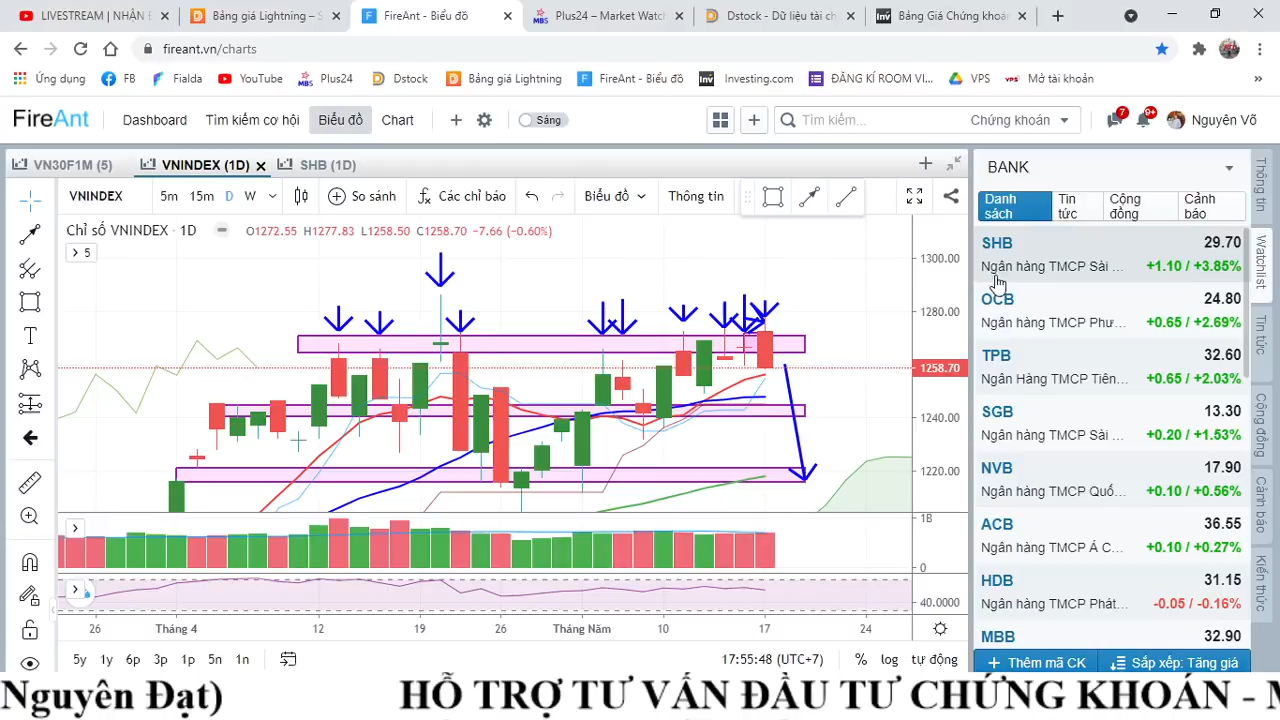 LIVESTREAM | NHẬN Đ
Bảng giá Lightning – S
FireAnt - Biểu đồ
Plus24 – Market Watch
Dstock - Dữ liệu tài ch
Bảng Giá Chứng khoán
fireant.vn/charts
Ứng dụng
FB
Fialda
YouTube
MBS Plus24
Dstock
Bảng giá Lightning
FireAnt - Biểu đồ
Inv Investing.com
ĐĂNG KÍ ROOM VI...
VPS
Mở tài khoản
FireAnt
Dashboard
Tìm kiếm cơ hội
Biểu đồ
Chart
Sáng
Tìm kiếm...
Chứng khoán
7
9+
Nguyên Võ
VN30F1M (5)
VNINDEX (1D)
SHB (1D)
VNINDEX
5m
15m
D
W
So sánh
Các chỉ báo
Biểu đồ
Thông tin
Chỉ số VNINDEX · 1D
O1272.55 H1277.83 L1258.50 C1258.70 -7.66 (-0.60%)
5
1300.00
1280.00
1258.70
1240.00
1220.00
1B
0
40.0000
26
Tháng 4
12
19
26
Tháng Năm
10
17
24
5y
1y
6p
3p
1p
5n
1n
17:55:48 (UTC+7)
%
log
tự động
BANK
Danh sách
Tin tức
Cộng đồng
Cảnh báo
SHB 29.70
Ngân hàng TMCP Sài ... +1.10 / +3.85%
OCB 24.80
Ngân hàng TMCP Phư... +0.65 / +2.69%
TPB 32.60
Ngân Hàng TMCP Tiên... +0.65 / +2.03%
SGB 13.30
Ngân hàng TMCP Sài ... +0.20 / +1.53%
NVB 17.90
Ngân hàng TMCP Quố... +0.10 / +0.56%
ACB 36.55
Ngân hàng TMCP Á C... +0.10 / +0.27%
HDB 31.15
Ngân hàng TMCP Phát... -0.05 / -0.16%
MBB 32.90
Thêm mã CK
Sắp xếp: Tăng giá
Thông tin
Watchlist
Tin tức
Cộng đồng
Cảnh báo
Kiến thức
Nguyên Đạt) HỖ TRỢ TƯ VẤN ĐẦU TƯ CHỨNG KHOÁN - M